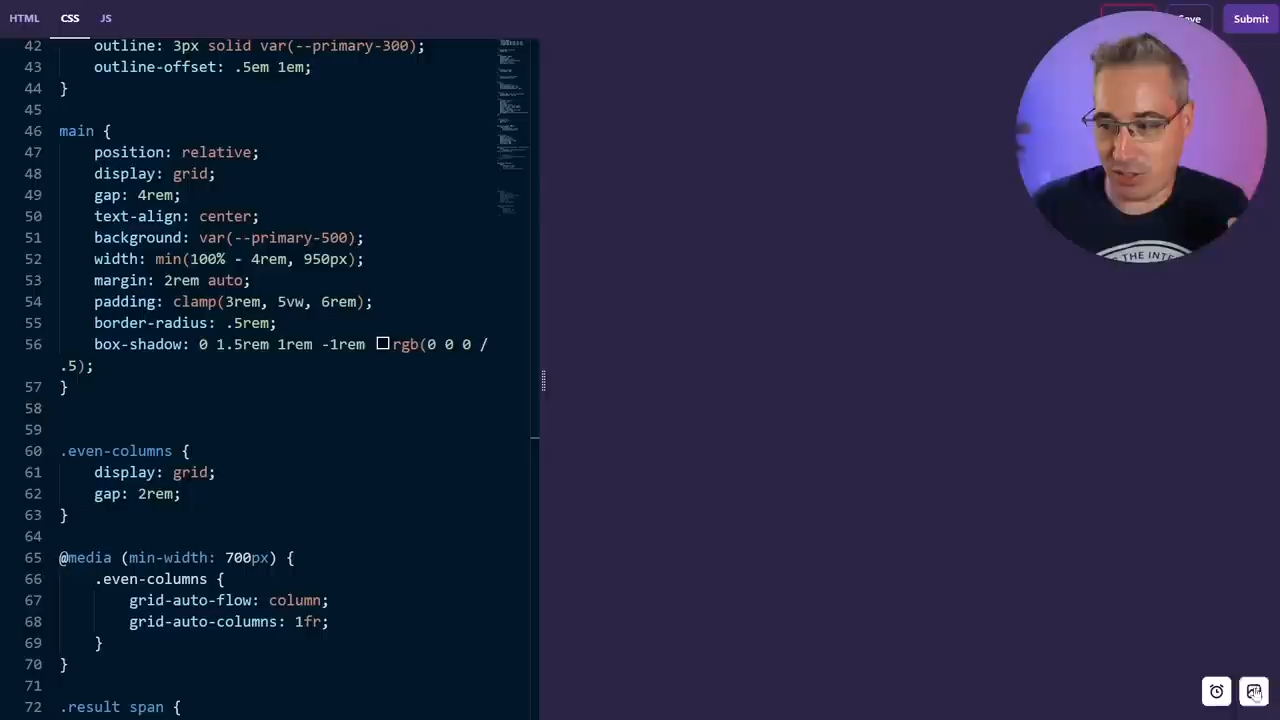 HTML CSS JS
Submit
42 outline: 3px solid var(--primary-300);
43 outline-offset: .5em 1em;
44 }
45
46 main {
47 position: relative;
48 display: grid;
49 gap: 4rem;
50 text-align: center;
51 background: var(--primary-500);
52 width: min(100% - 4rem, 950px);
53 margin: 2rem auto;
54 padding: clamp(3rem, 5vw, 6rem);
55 border-radius: .5rem;
56 box-shadow: 0 1.5rem 1rem -1rem rgb(0 0 0 /
.5);
57 }
58
59
60 .even-columns {
61 display: grid;
62 gap: 2rem;
63 }
64
65 @media (min-width: 700px) {
66 .even-columns {
67 grid-auto-flow: column;
68 grid-auto-columns: 1fr;
69 }
70 }
71
72 .result span {
THE INTE